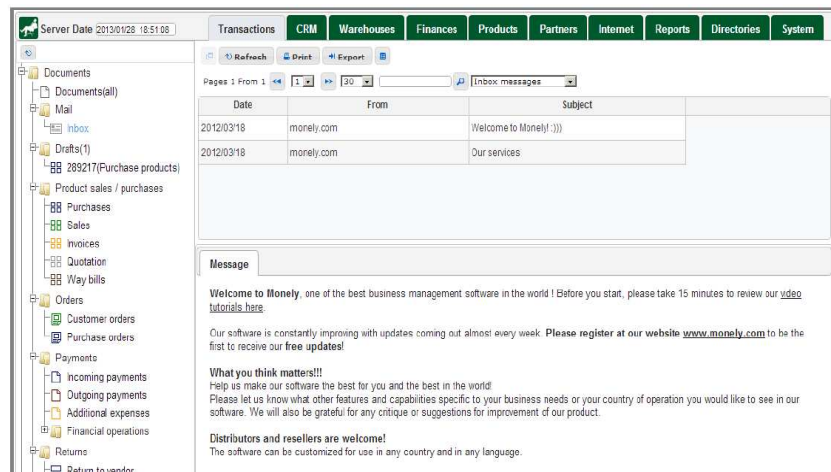 Server Date 2013/01/28 18:51:08
Transactions CRM Warehouses Finances Products Partners Internet Reports Directories System
Documents
Documents(all)
Mail
Inbox
Drafts(1)
289217(Purchase products)
Product sales / purchases
Purchases
Sales
Invoices
Quotation
Way bills
Orders
Customer orders
Purchase orders
Payments
Incoming payments
Outgoing payments
Additional expenses
Financial operations
Returns
Return to vendor
Refresh Print Export
Pages 1 From 1 1 30 Inbox messages
Date From Subject
2012/03/18 monely.com Welcome to Monely! :)))
2012/03/18 monely.com Our services
Message
Welcome to Monely, one of the best business management software in the world ! Before you start, please take 15 minutes to review our video
tutorials here.
Our software is constantly improving with updates coming out almost every week. Please register at our website www.monely.com to be the
first to receive our free updates!
What you think matters!!!
Help us make our software the best for you and the best in the world!
Please let us know what other features and capabilities specific to your business needs or your country of operation you would like to see in our
software. We will also be grateful for any critique or suggestions for improvement of our product.
Distributors and resellers are welcome!
The software can be customized for use in any country and in any language.